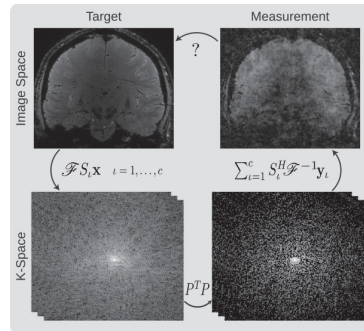 Target
Measurement
Image Space
?
ℱS_ι𝐱 ι = 1,…,c
∑_{ι=1}^{c} S_ι^H ℱ^{−1}𝐲_ι
K-Space
P^T P